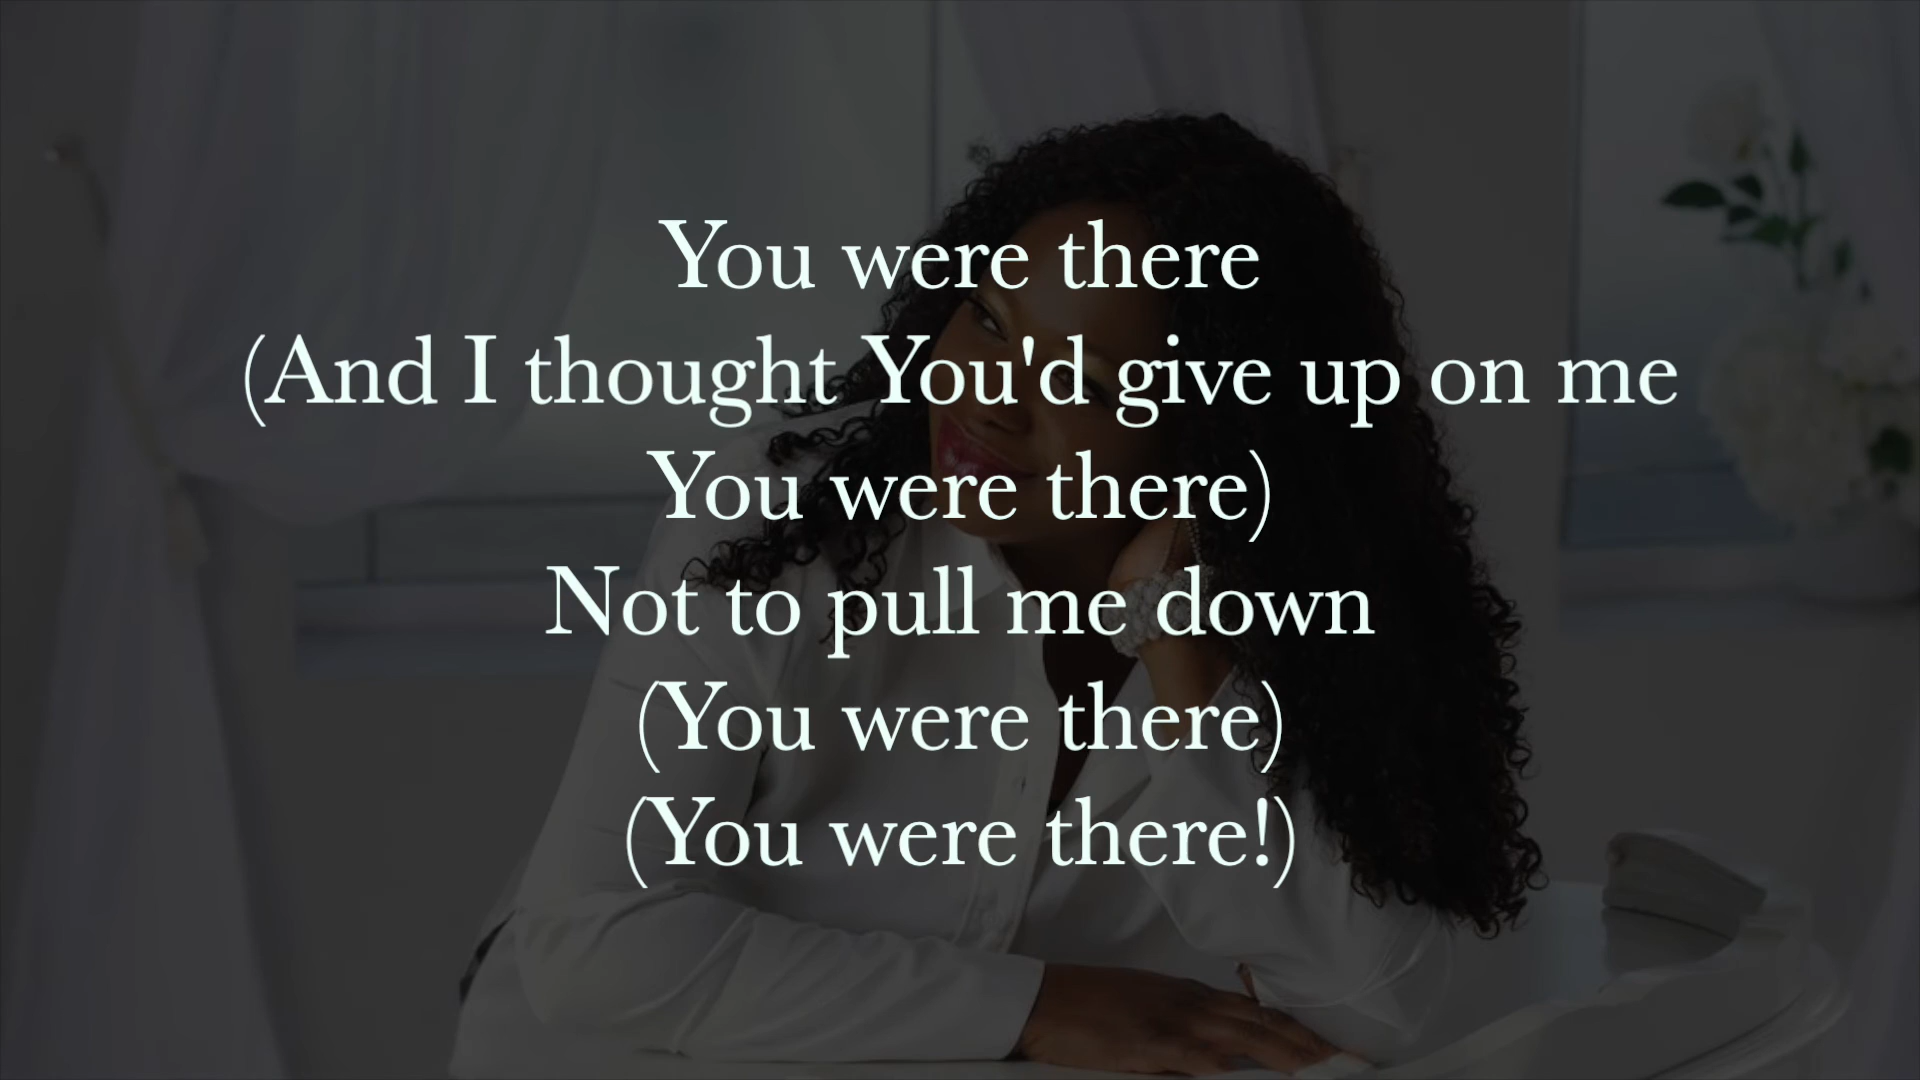 You were there
(And I thought You'd give up on me
You were there)
Not to pull me down
(You were there)
(You were there!)